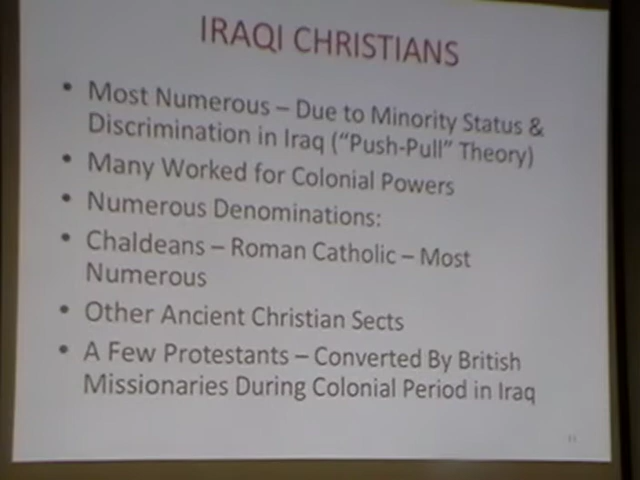 IRAQI CHRISTIANS
• Most Numerous – Due to Minority Status &
Discrimination in Iraq (“Push-Pull” Theory)
• Many Worked for Colonial Powers
• Numerous Denominations:
• Chaldeans – Roman Catholic – Most
Numerous
• Other Ancient Christian Sects
• A Few Protestants – Converted By British
Missionaries During Colonial Period in Iraq